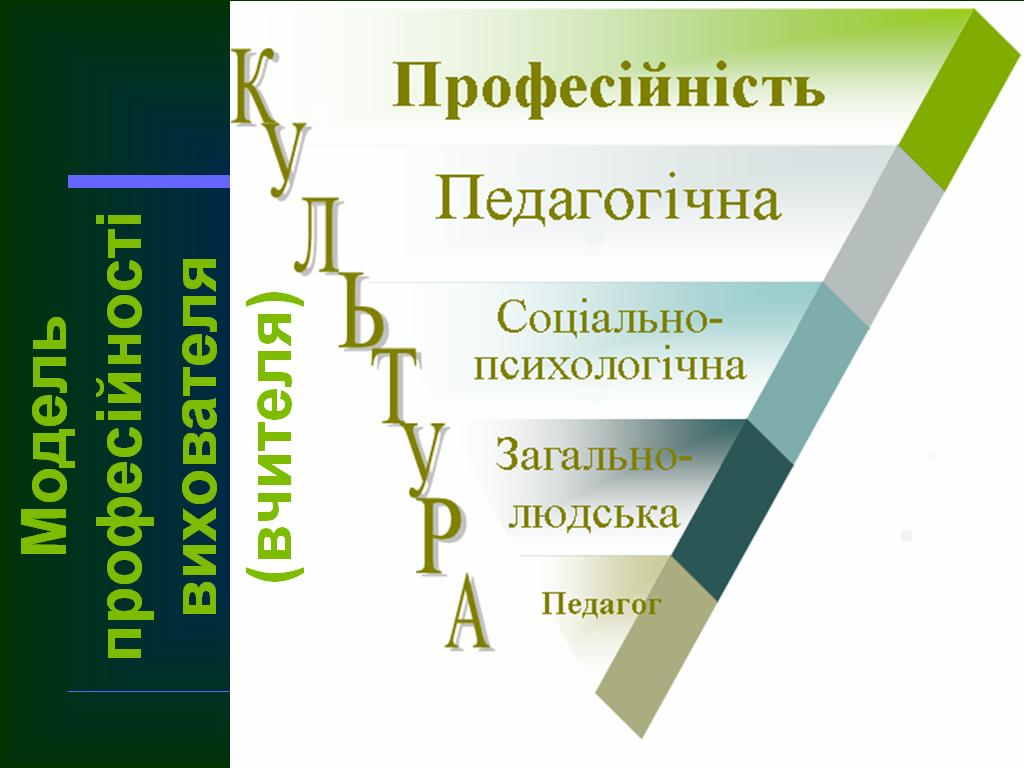 Модель
професійності
вихователя
(вчителя)
КУЛЬТУРА
Професійність
Педагогічна
Соціально-
психологічна
Загально-
людська
Педагог